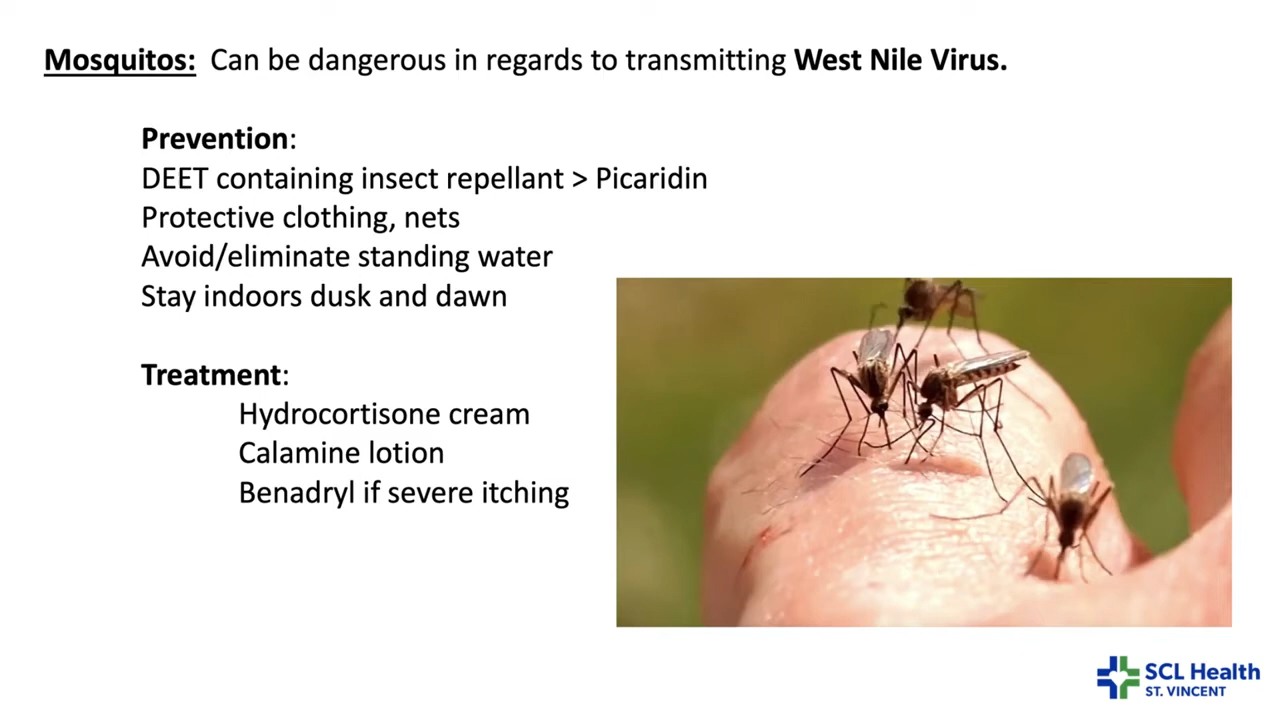 Mosquitos: Can be dangerous in regards to transmitting West Nile Virus.
Prevention:
DEET containing insect repellant > Picaridin
Protective clothing, nets
Avoid/eliminate standing water
Stay indoors dusk and dawn
Treatment:
Hydrocortisone cream
Calamine lotion
Benadryl if severe itching
SCL Health
ST. VINCENT